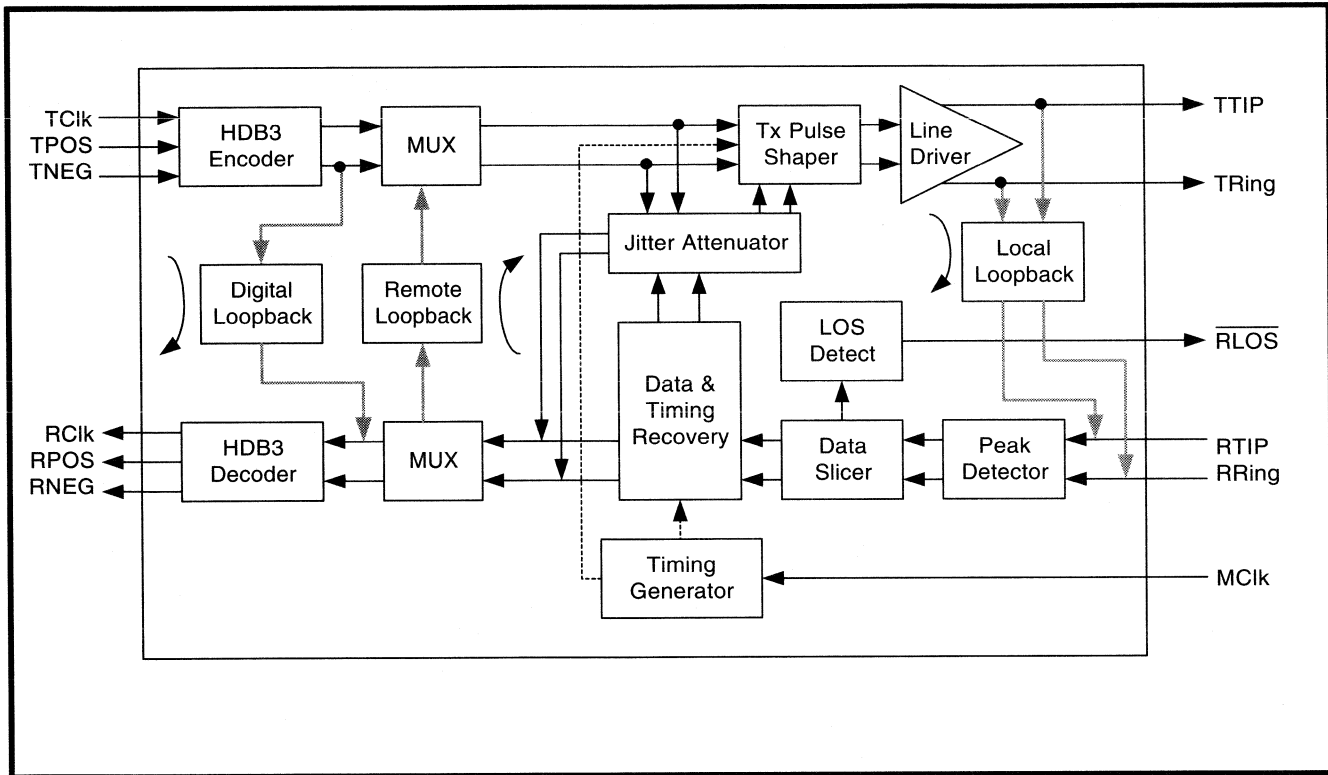 TClk
TPOS
TNEG
HDB3
Encoder
MUX
Tx Pulse
Shaper
Line
Driver
TTIP
TRing
Jitter Attenuator
Local
Loopback
Digital
Loopback
Remote
Loopback
LOS
Detect
RLOS
Data &
Timing
Recovery
RClk
RPOS
RNEG
HDB3
Decoder
MUX
Data
Slicer
Peak
Detector
RTIP
RRing
Timing
Generator
MClk